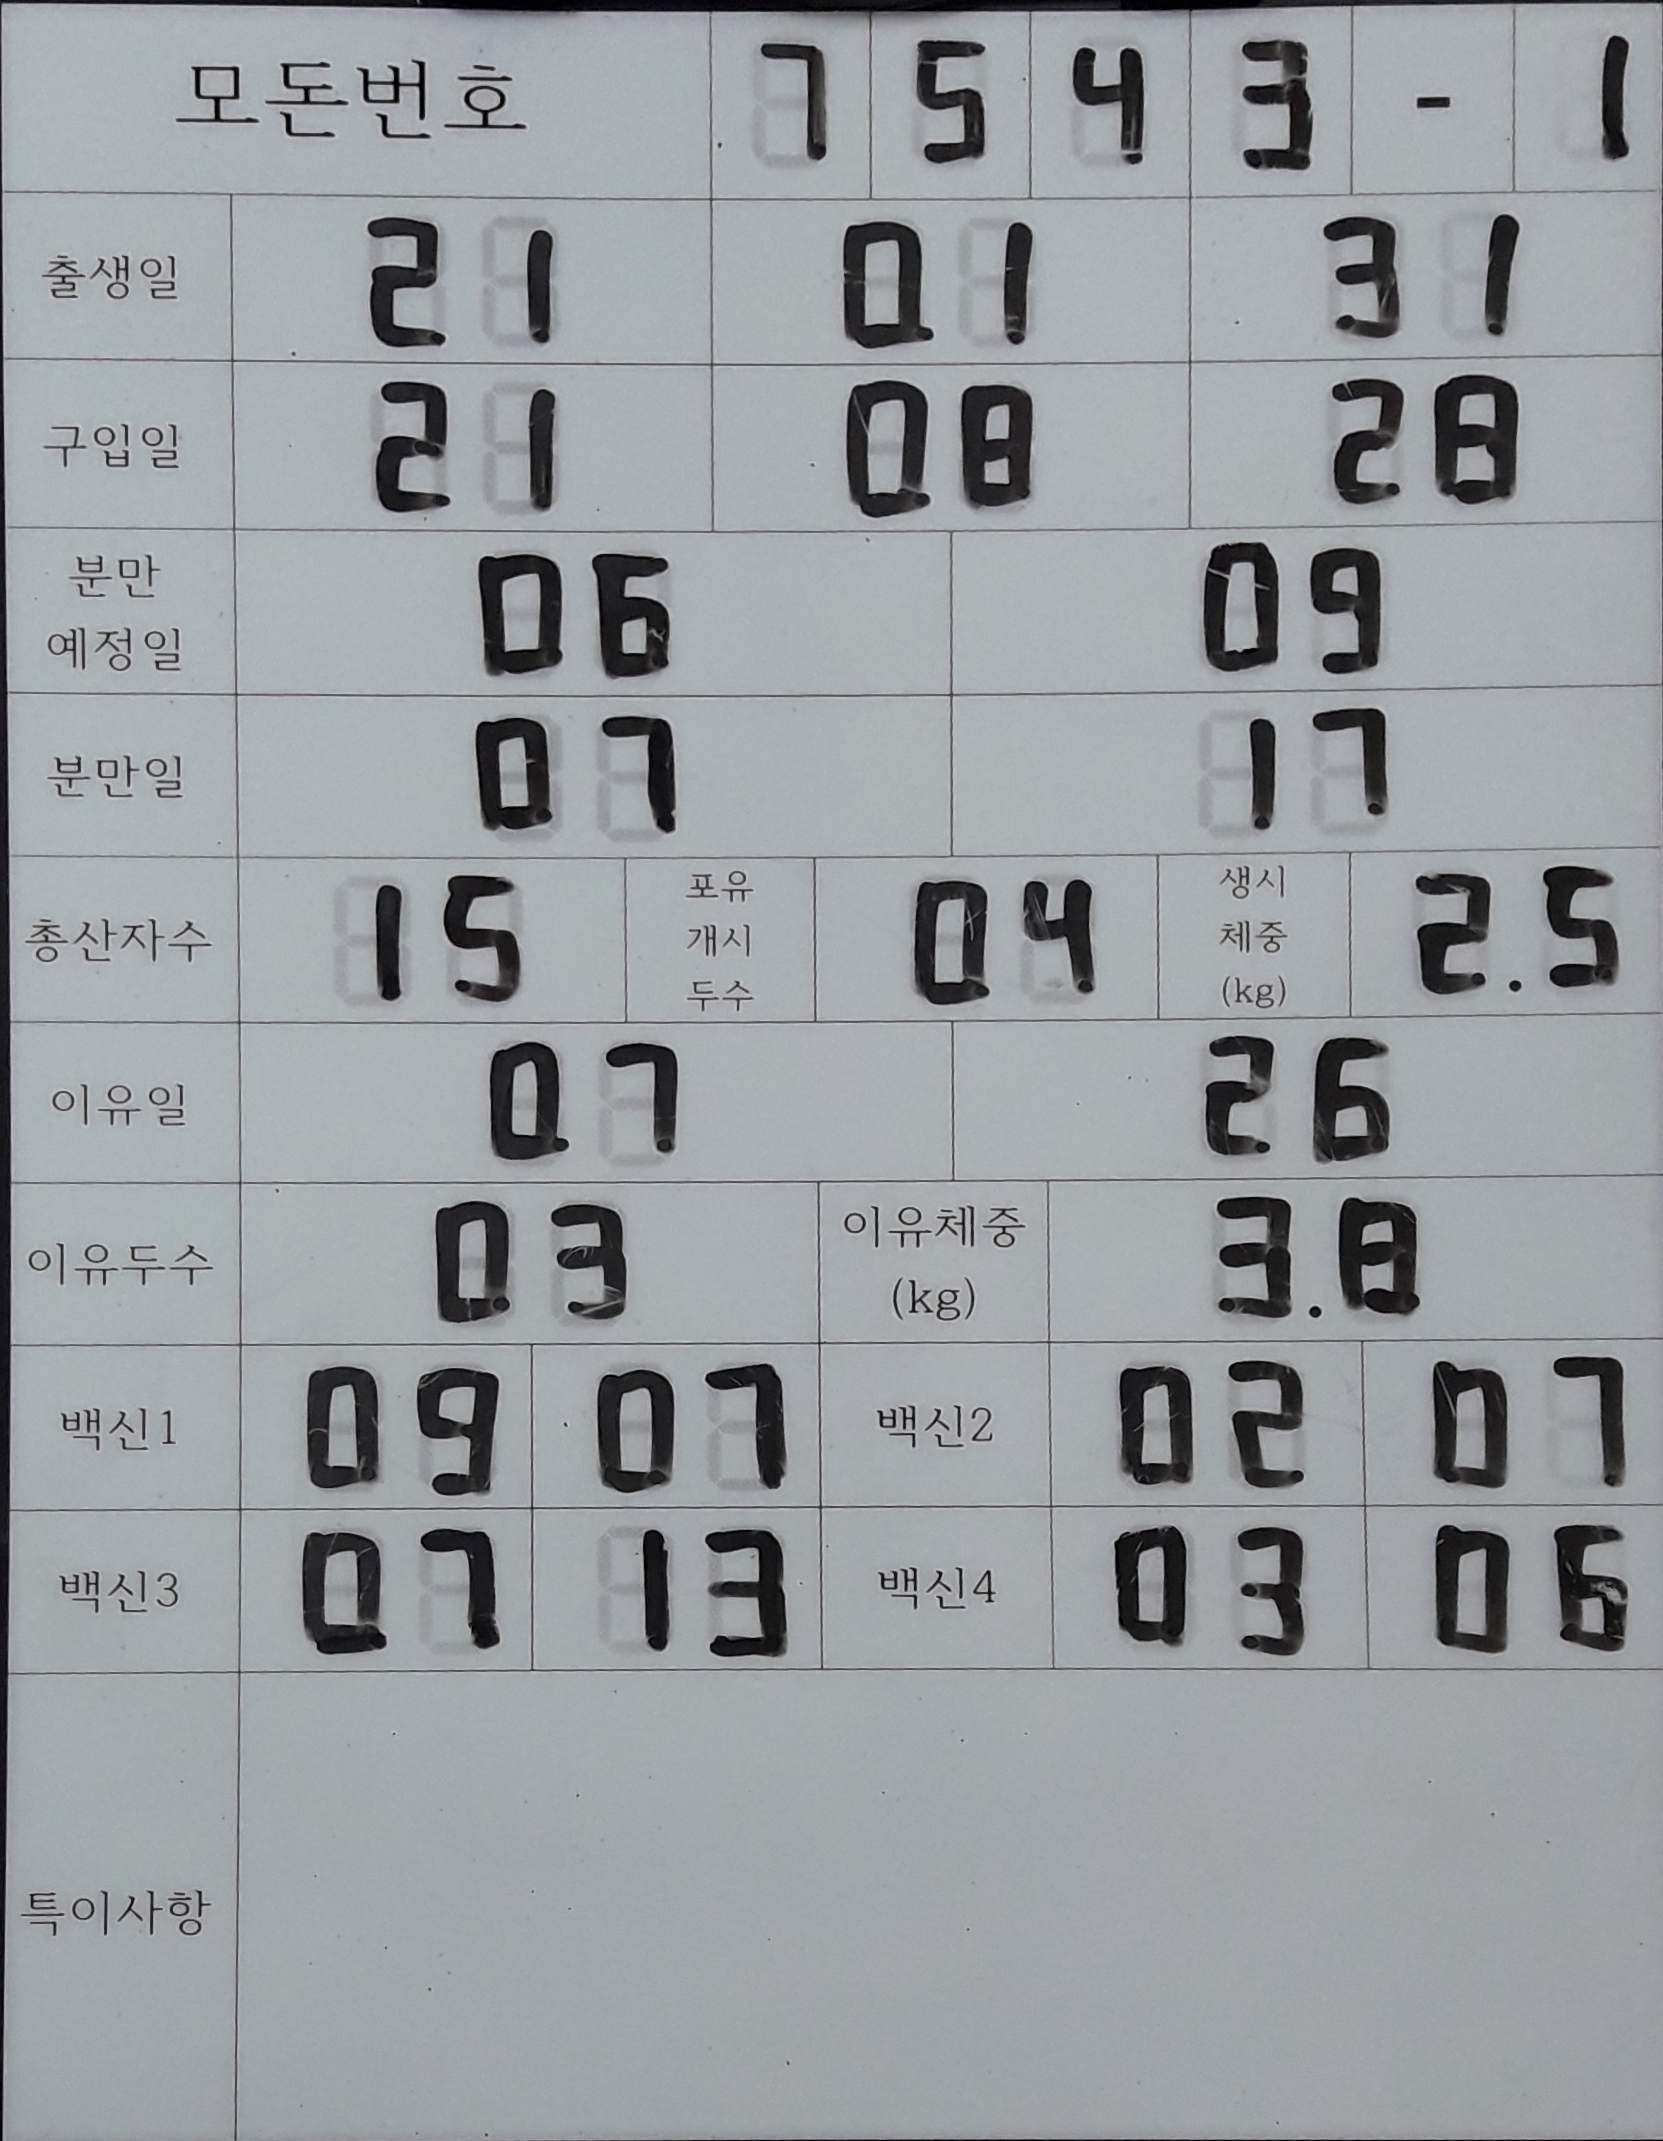 모돈번호 7 5 4 3 - 1
출생일 21 01 31
구입일 21 08 28
분만 예정일 06 09
분만일 07 17
총산자수 15 포유 개시 두수 04 생시 체중 (kg) 2.5
이유일 07 26
이유두수 03 이유체중 (kg) 3.8
백신1 09 07 백신2 02 07
백신3 07 13 백신4 03 06
특이사항